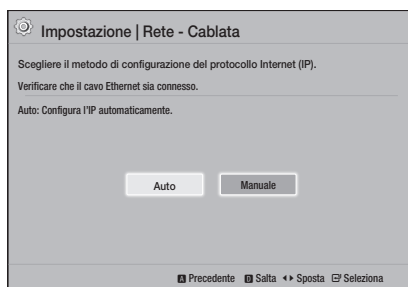 Impostazione | Rete - Cablata
Scegliere il metodo di configurazione del protocollo Internet (IP).
Verificare che il cavo Ethernet sia connesso.
Auto: Configura l'IP automaticamente.
Auto Manuale
A Precedente D Salta Sposta Seleziona